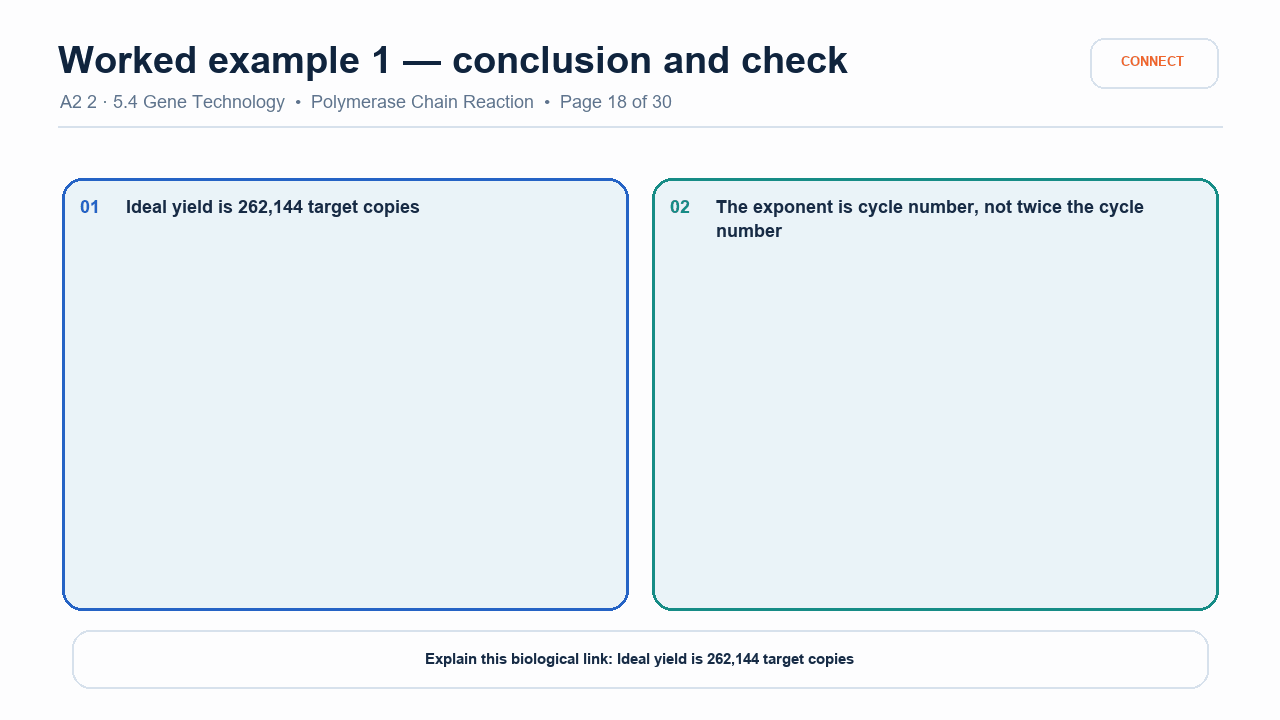 Worked example 1 — conclusion and check
CONNECT
A2 2 · 5.4 Gene Technology • Polymerase Chain Reaction • Page 18 of 30
01 Ideal yield is 262,144 target copies
02 The exponent is cycle number, not twice the cycle
number
Explain this biological link: Ideal yield is 262,144 target copies